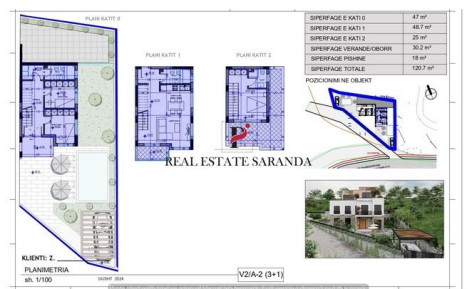 PLANI KATIT 0
PLANI KATIT 1
PLANI KATIT 2
SIPERFAQE E KATI 0 47 m²
SIPERFAQE E KATI 1 48.7 m²
SIPERFAQE E KATI 2 25 m²
SIPERFAQE VERANDE/OBORR 30.2 m²
SIPERFAQE PISHINE 18 m²
SIPERFAQE TOTALE 120.7 m²
POZICIONIMI NE OBJEKT
REAL ESTATE SARANDA
KLIENTI: Z.
PLANIMETRIA
sh. 1/100
GUSHT 2024
V2/A-2 (3+1)